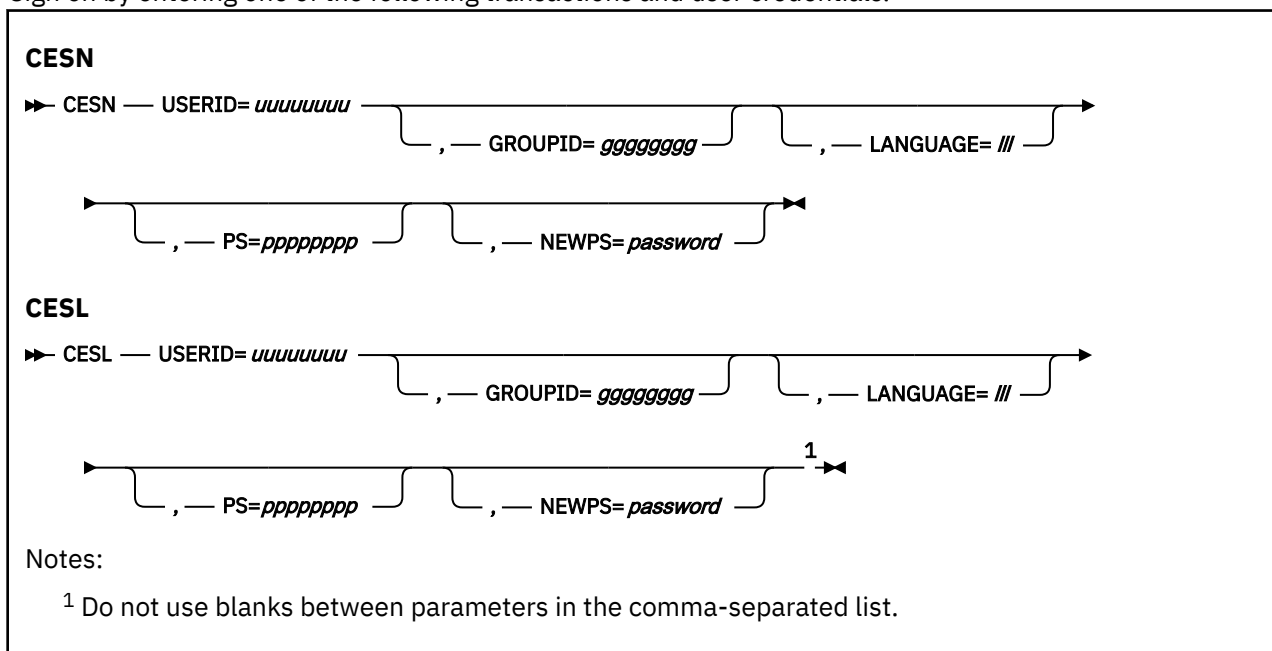 Sign on by entering one of the following transactions and user credentials.
CESN
CESN USERID= uuuuuuuu
, GROUPID= gggggggg , LANGUAGE= lll
, PS=pppppppp , NEWPS= password
CESL
CESL USERID= uuuuuuuu
, GROUPID= gggggggg , LANGUAGE= lll
1
, PS=pppppppp , NEWPS= password
Notes:
1 Do not use blanks between parameters in the comma-separated list.